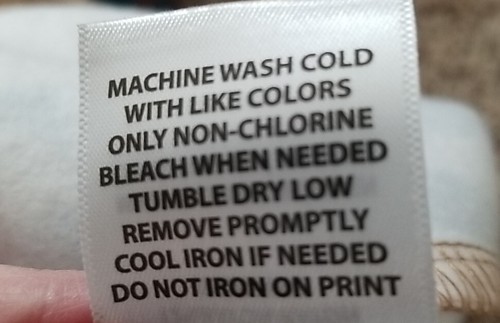 MACHINE WASH COLD
WITH LIKE COLORS
ONLY NON-CHLORINE
BLEACH WHEN NEEDED
TUMBLE DRY LOW
REMOVE PROMPTLY
COOL IRON IF NEEDED
DO NOT IRON ON PRINT